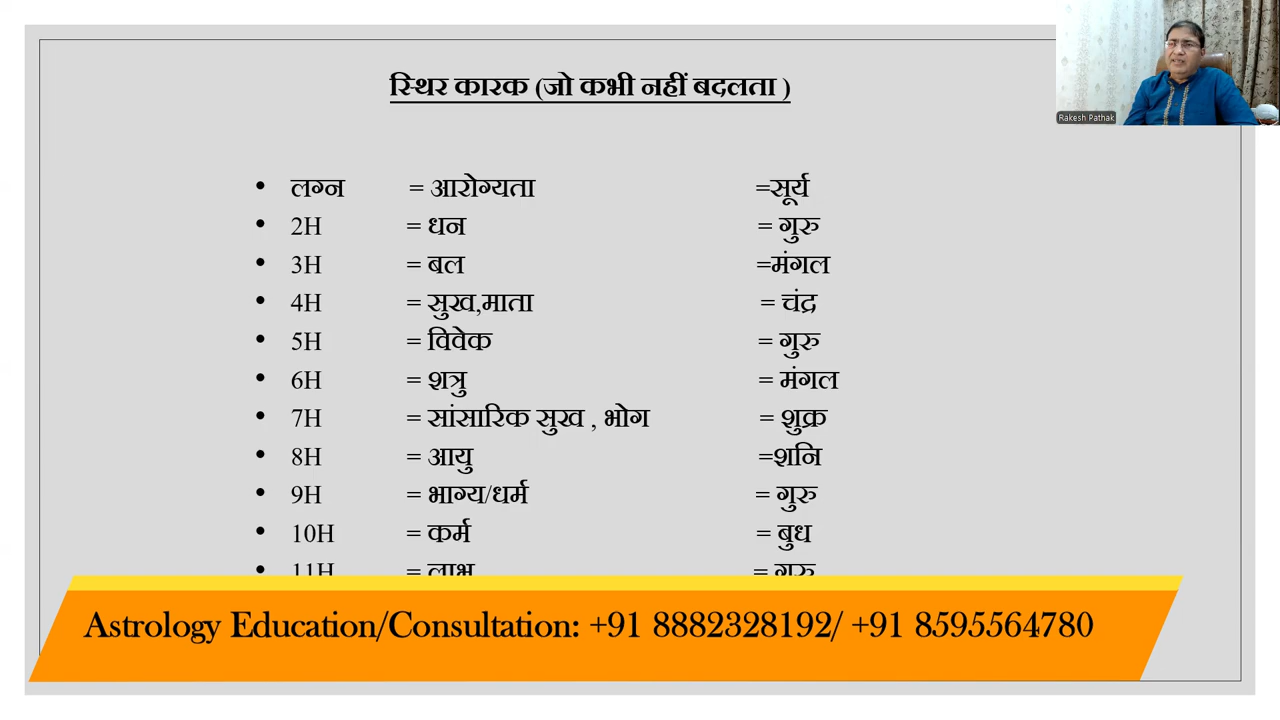 स्थिर कारक (जो कभी नहीं बदलता )
Rakesh Pathak
• लग्न = आरोग्यता =सूर्य
• 2H = धन = गुरु
• 3H = बल =मंगल
• 4H = सुख,माता = चंद्र
• 5H = विवेक = गुरु
• 6H = शत्रु = मंगल
• 7H = सांसारिक सुख , भोग = शुक्र
• 8H = आयु =शनि
• 9H = भाग्य/धर्म = गुरु
• 10H = कर्म = बुध
• 11H = लाभ = गुरु
Astrology Education/Consultation: +91 8882328192/ +91 8595564780